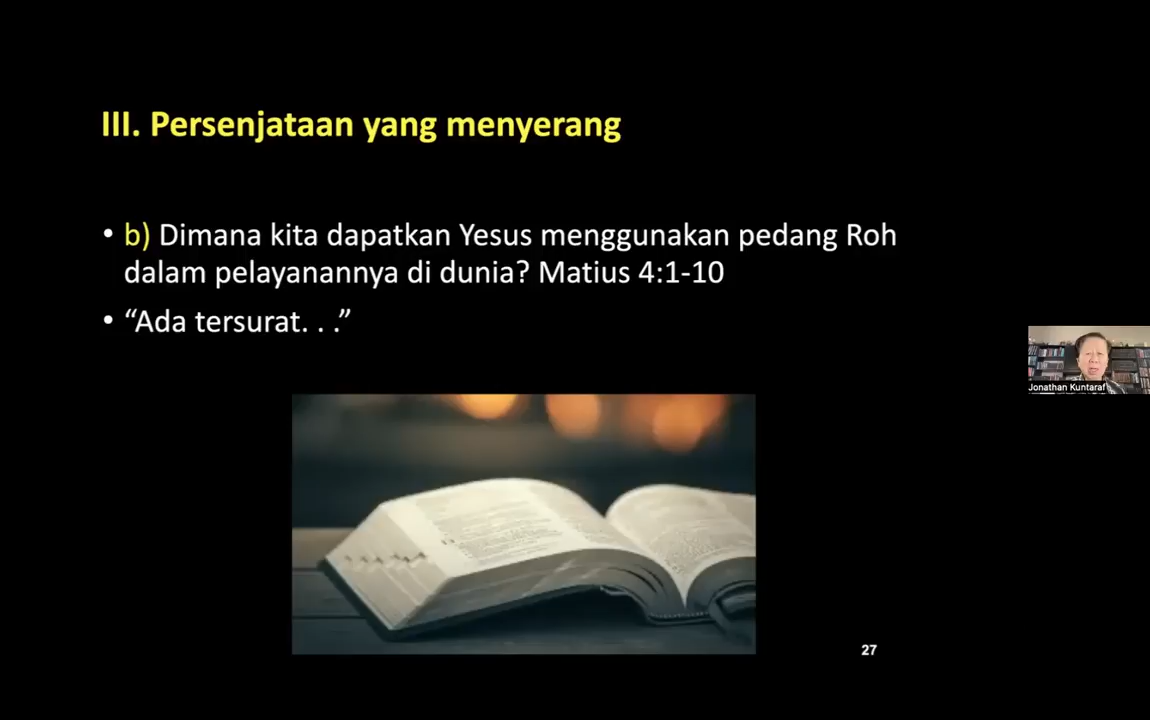 III. Persenjataan yang menyerang
• b) Dimana kita dapatkan Yesus menggunakan pedang Roh
dalam pelayanannya di dunia? Matius 4:1-10
• “Ada tersurat. . .”
Jonathan Kuntaraf
27